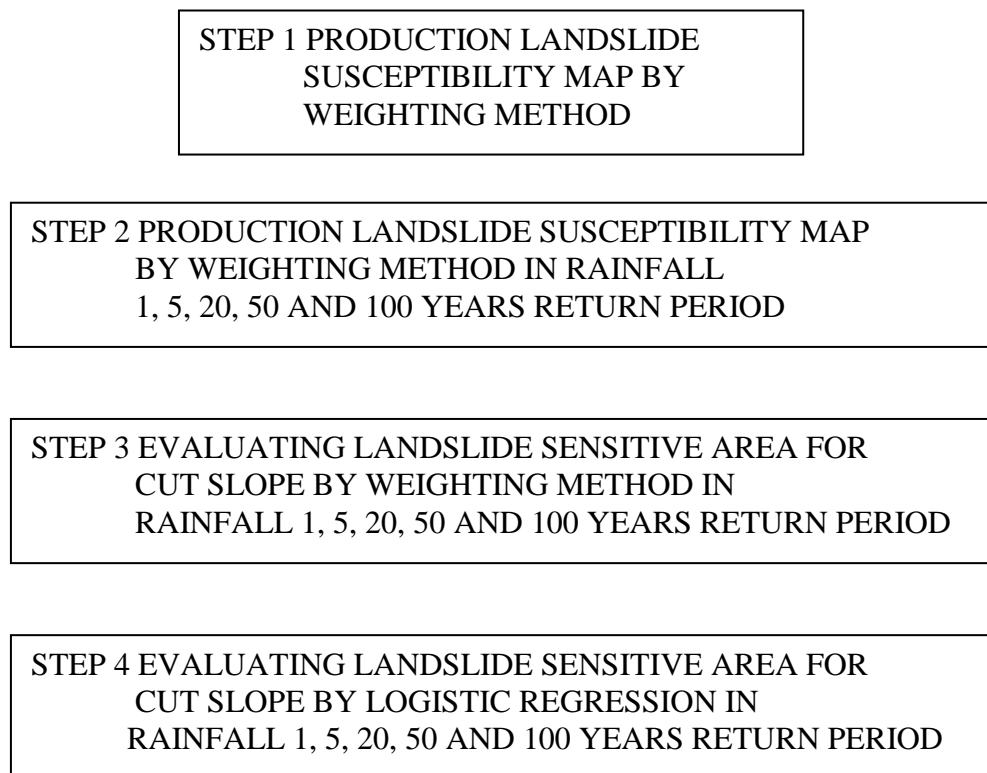 STEP 1 PRODUCTION LANDSLIDE
SUSCEPTIBILITY MAP BY
WEIGHTING METHOD
STEP 2 PRODUCTION LANDSLIDE SUSCEPTIBILITY MAP
BY WEIGHTING METHOD IN RAINFALL
1, 5, 20, 50 AND 100 YEARS RETURN PERIOD
STEP 3 EVALUATING LANDSLIDE SENSITIVE AREA FOR
CUT SLOPE BY WEIGHTING METHOD IN
RAINFALL 1, 5, 20, 50 AND 100 YEARS RETURN PERIOD
STEP 4 EVALUATING LANDSLIDE SENSITIVE AREA FOR
CUT SLOPE BY LOGISTIC REGRESSION IN
RAINFALL 1, 5, 20, 50 AND 100 YEARS RETURN PERIOD